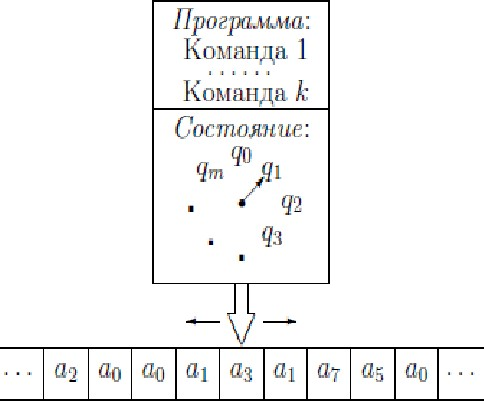 Программа:
Команда 1
......
Команда k
Состояние:
q₀
qₘ q₁
q₂
q₃
... a₂ a₀ a₀ a₁ a₃ a₁ a₇ a₅ a₀ ...